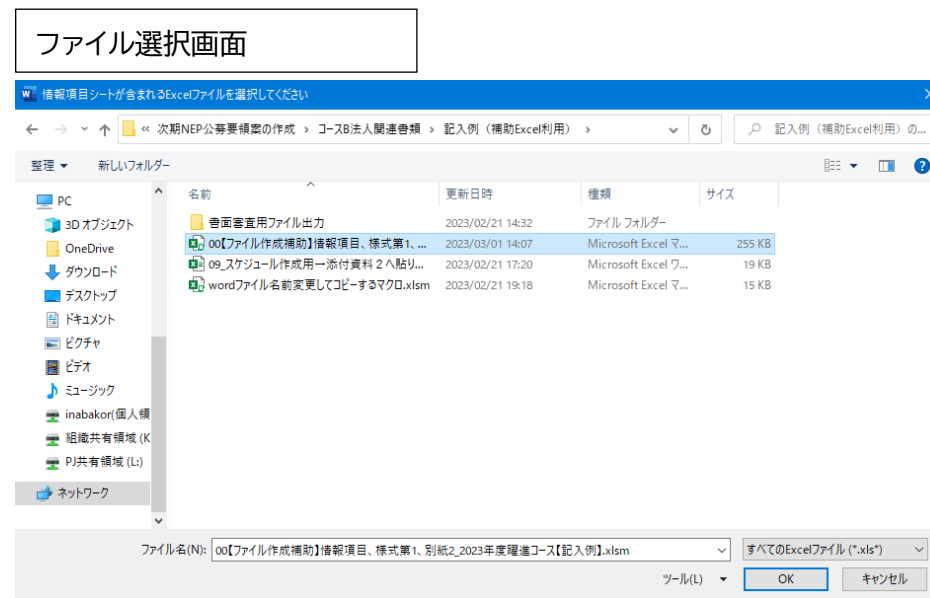 ファイル選択画面
情報項目シートが含まれるExcelファイルを選択してください
« 次期NEP公募要領案の作成 › コースB法人関連書類 › 記入例（補助Excel利用） ›
記入例（補助Excel利用）の...
整理 新しいフォルダー
名前 更新日時 種類 サイズ
PC
3D オブジェクト
OneDrive
ダウンロード
デスクトップ
ドキュメント
ピクチャ
ビデオ
ミュージック
inabakor(個人領
組織共有領域 (K
PJ共有領域 (L:)
ネットワーク
書面審査用ファイル出力 2023/02/21 14:32 ファイル フォルダー
00【ファイル作成補助】情報項目、様式第1、... 2023/03/01 14:07 Microsoft Excel マ... 255 KB
09_スケジュール作成用ー添付資料２へ貼り... 2023/02/21 17:20 Microsoft Excel ワ... 19 KB
wordファイル名前変更してコピーするマクロ.xlsm 2023/02/21 19:18 Microsoft Excel マ... 15 KB
ファイル名(N): 00【ファイル作成補助】情報項目、様式第1、別紙2_2023年度躍進コース【記入例】.xlsm すべてのExcelファイル (*.xls*)
ツール(L) OK キャンセル